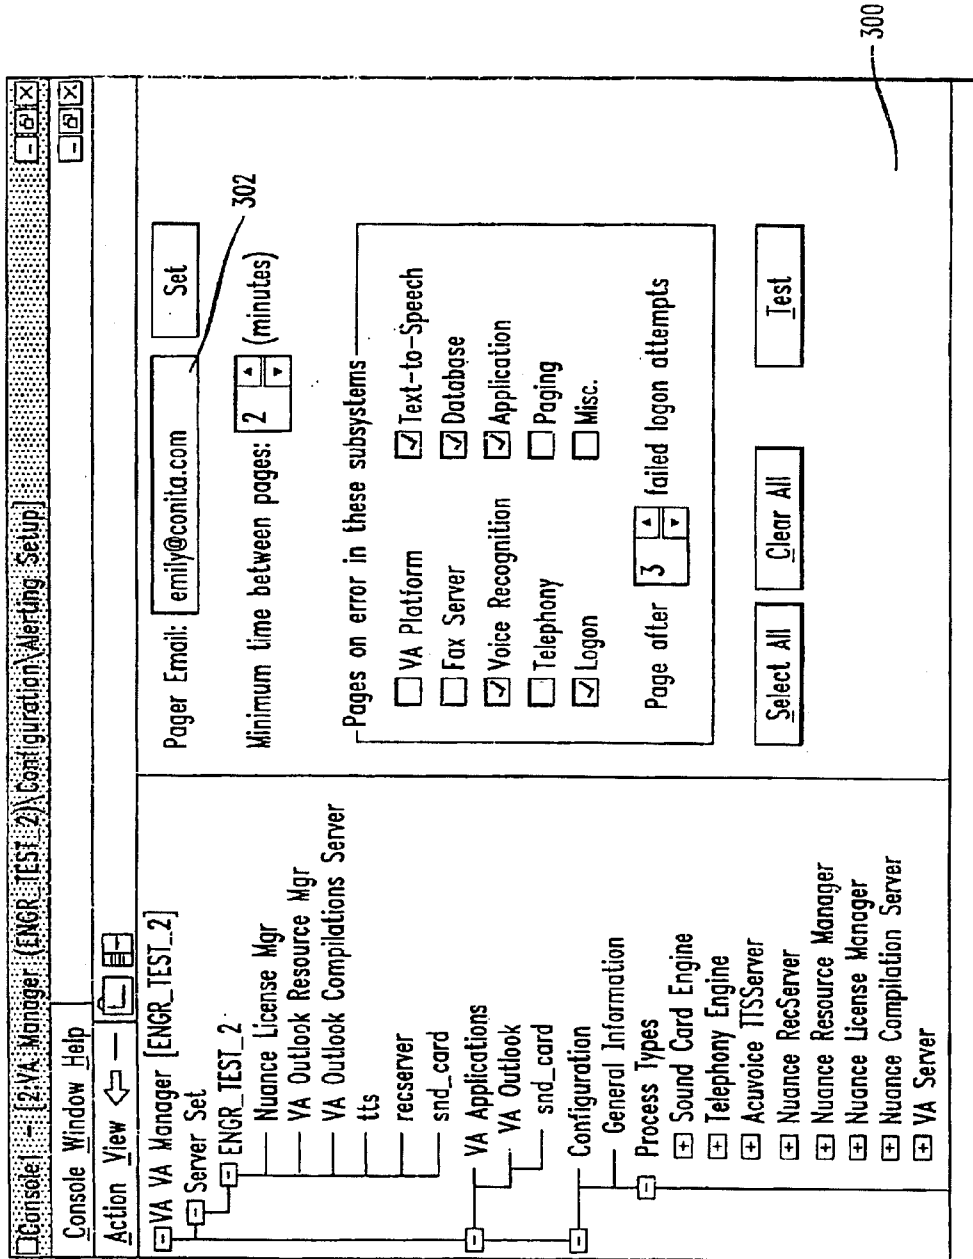 Console1 - [2:VA Manager (ENGR_TEST_2)\Configuration\Alerting Setup]
Console Window Help
Action View
VA VA Manager [ENGR_TEST_2]
Server Set
ENGR_TEST_2
Nuance License Mgr
VA Outlook Resource Mgr
VA Outlook Compilations Server
tts
recserver
snd_card
VA Applications
VA Outlook
snd_card
Configuration
General Information
Process Types
Sound Card Engine
Telephony Engine
Acuvoice TTSServer
Nuance RecServer
Nuance Resource Manager
Nuance License Manager
Nuance Compilation Server
VA Server
Pager Email: emily@conita.com Set
302
Minimum time between pages: 2 (minutes)
Pages on error in these subsystems
VA Platform Text-to-Speech
Fax Server Database
Voice Recognition Application
Telephony Paging
Logon Misc.
Page after 3 failed logon attempts
Select All Clear All Test
300